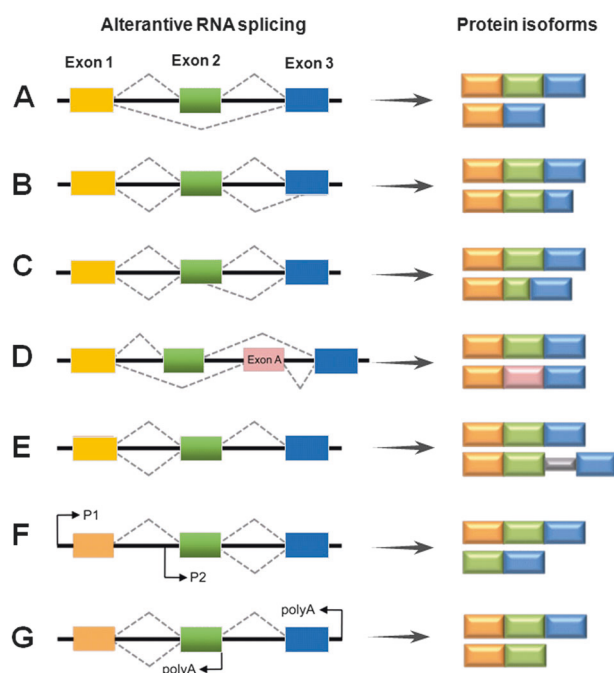 Alterantive RNA splicing Protein isoforms
Exon 1 Exon 2 Exon 3
A
B
C
D Exon A
E
F P1
P2
polyA
G
polyA